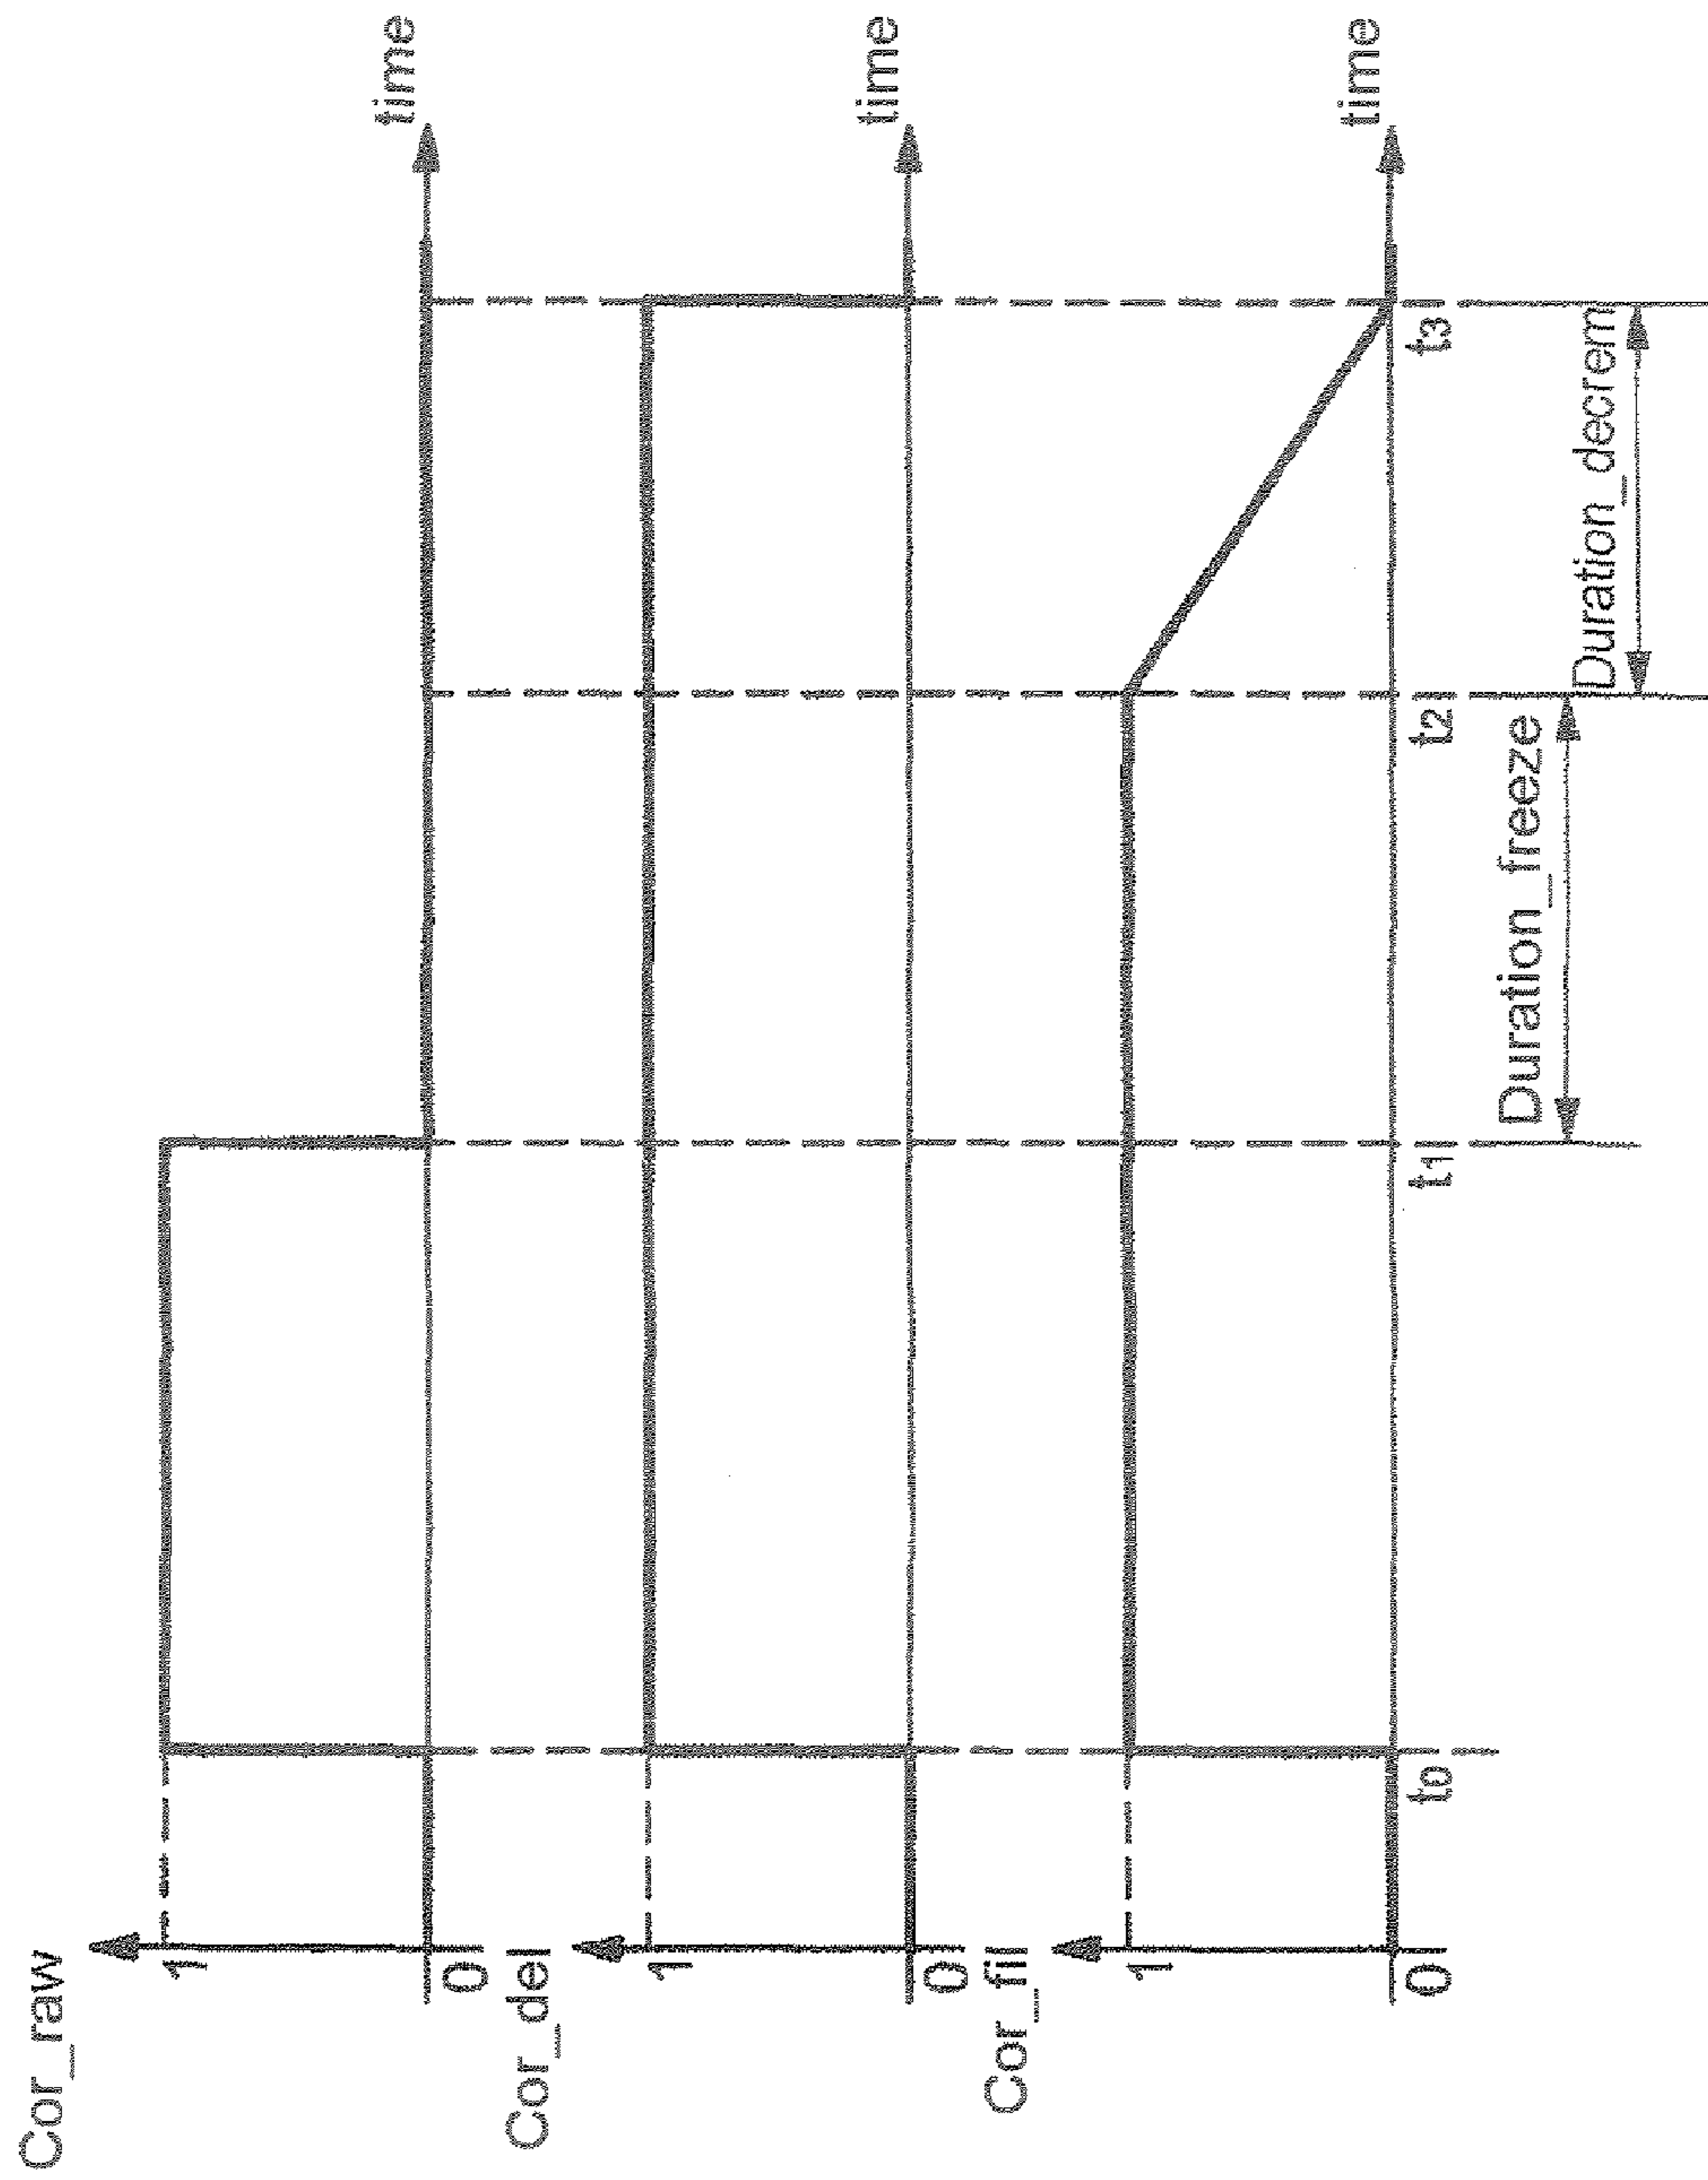 Cor_raw
1
0
time
Cor_del
1
0
time
Cor_fil
1
0
time
t0
t1
t2
t3
Duration_freeze
Duration_decrem